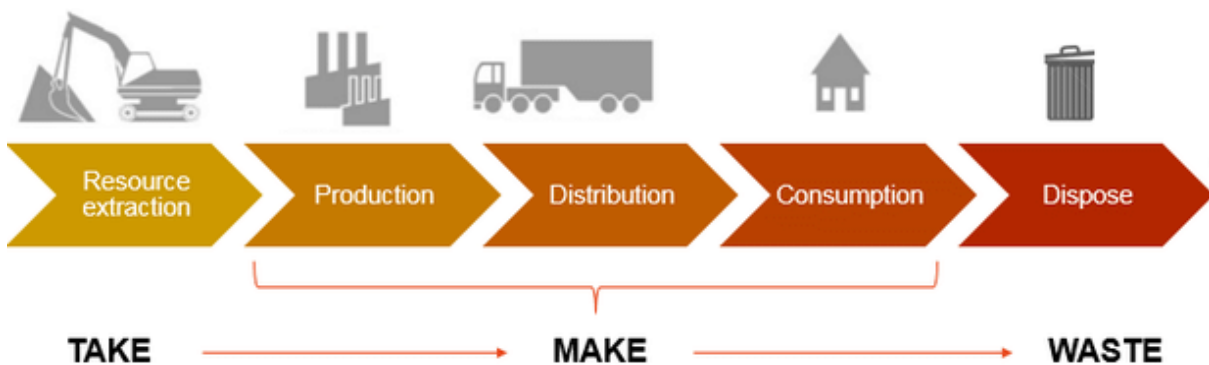 Resource
extraction
Production
Distribution
Consumption
Dispose
TAKE
MAKE
WASTE